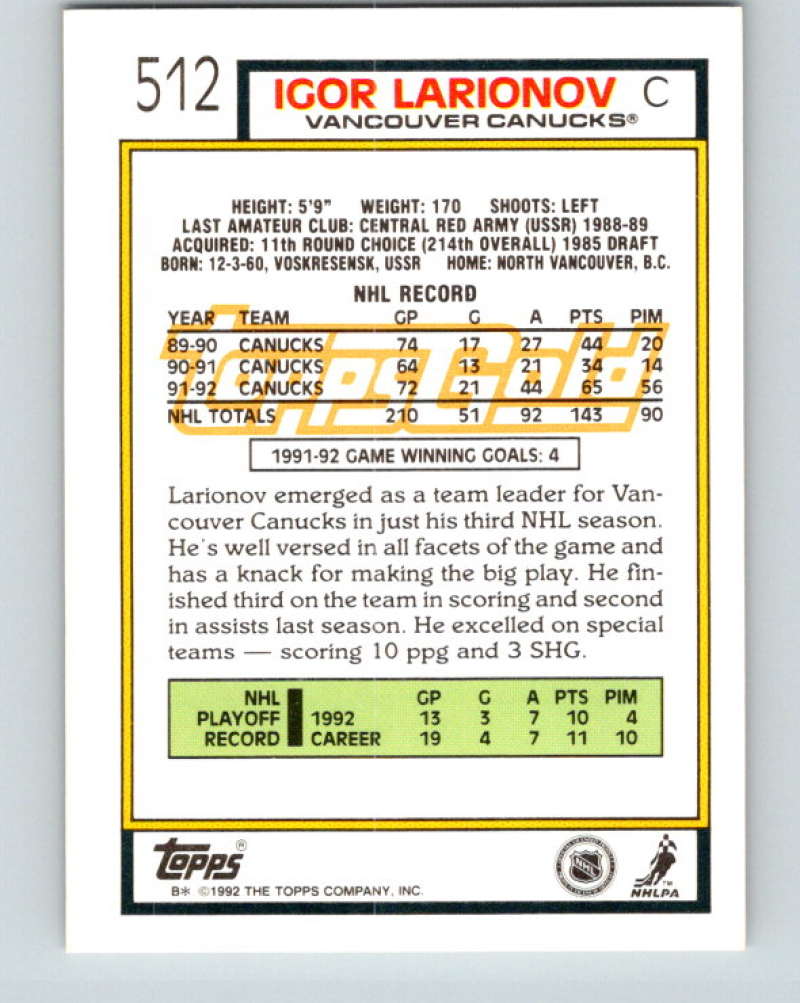 512
IGOR LARIONOV C
VANCOUVER CANUCKS®
HEIGHT: 5'9" WEIGHT: 170 SHOOTS: LEFT
LAST AMATEUR CLUB: CENTRAL RED ARMY (USSR) 1988-89
ACQUIRED: 11th ROUND CHOICE (214th OVERALL) 1985 DRAFT
BORN: 12-3-60, VOSKRESENSK, USSR HOME: NORTH VANCOUVER, B.C.
NHL RECORD
YEAR TEAM GP G A PTS PIM
89-90 CANUCKS 74 17 27 44 20
90-91 CANUCKS 64 13 21 34 14
91-92 CANUCKS 72 21 44 65 56
NHL TOTALS 210 51 92 143 90
ToppsGold
1991-92 GAME WINNING GOALS: 4
Larionov emerged as a team leader for Van-
couver Canucks in just his third NHL season.
He's well versed in all facets of the game and
has a knack for making the big play. He fin-
ished third on the team in scoring and second
in assists last season. He excelled on special
teams — scoring 10 ppg and 3 SHG.
NHL GP G A PTS PIM
PLAYOFF 1992 13 3 7 10 4
RECORD CAREER 19 4 7 11 10
Topps®
B* ©1992 THE TOPPS COMPANY, INC.
NHL
NHLPA™